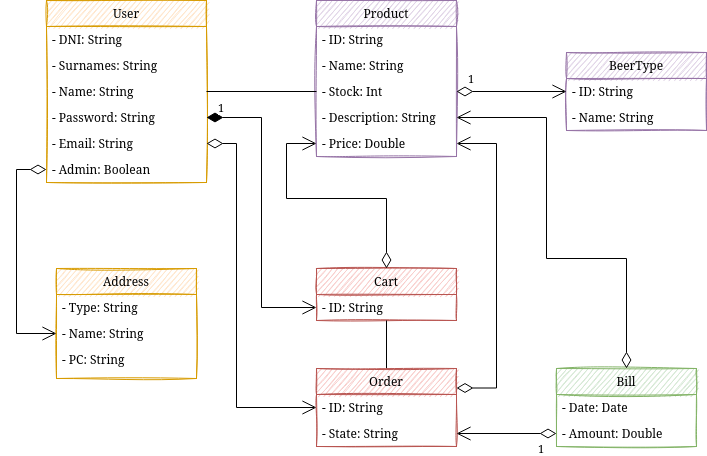 User
- DNI: String
- Surnames: String
- Name: String
- Password: String
- Email: String
- Admin: Boolean
1
Product
- ID: String
- Name: String
- Stock: Int
- Description: String
- Price: Double
1
BeerType
- ID: String
- Name: String
Address
- Type: String
- Name: String
- PC: String
Cart
- ID: String
Order
- ID: String
- State: String
Bill
- Date: Date
- Amount: Double
1